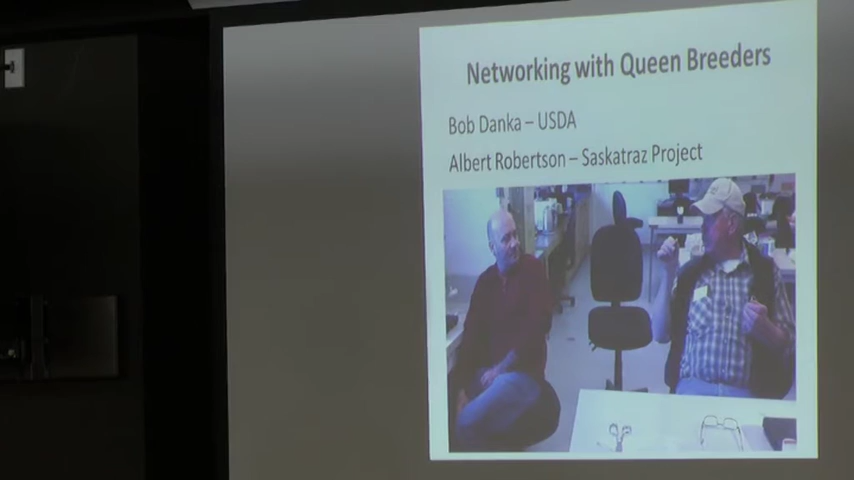 Networking with Queen Breeders
Bob Danka – USDA
Albert Robertson – Saskatraz Project